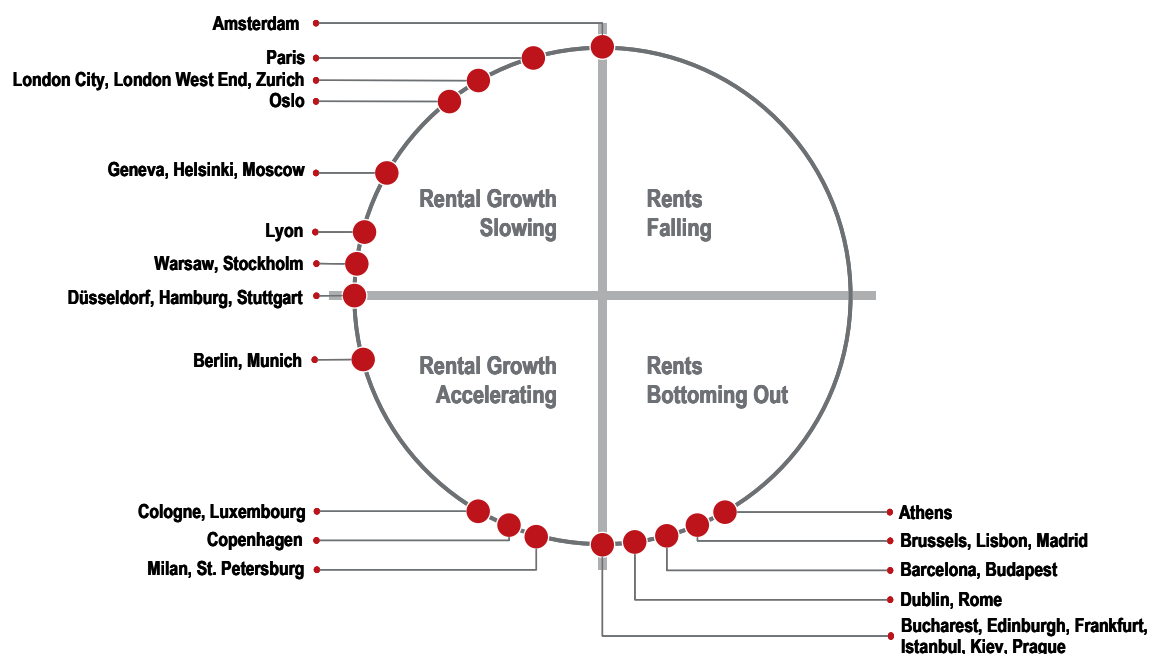 Amsterdam
Paris
London City, London West End, Zurich
Oslo
Geneva, Helsinki, Moscow
Lyon
Warsaw, Stockholm
Düsseldorf, Hamburg, Stuttgart
Berlin, Munich
Cologne, Luxembourg
Copenhagen
Milan, St. Petersburg
Rental Growth
Slowing
Rents
Falling
Rental Growth
Accelerating
Rents
Bottoming Out
Athens
Brussels, Lisbon, Madrid
Barcelona, Budapest
Dublin, Rome
Bucharest, Edinburgh, Frankfurt,
Istanbul, Kiev, Prague